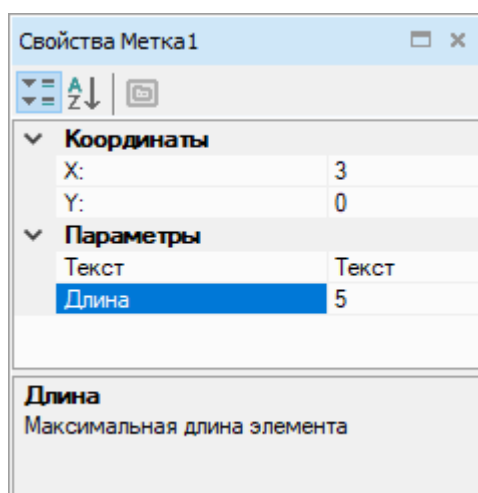 Свойства Метка1
Координаты
X: 3
Y: 0
Параметры
Текст Текст
Длина 5
Длина
Максимальная длина элемента